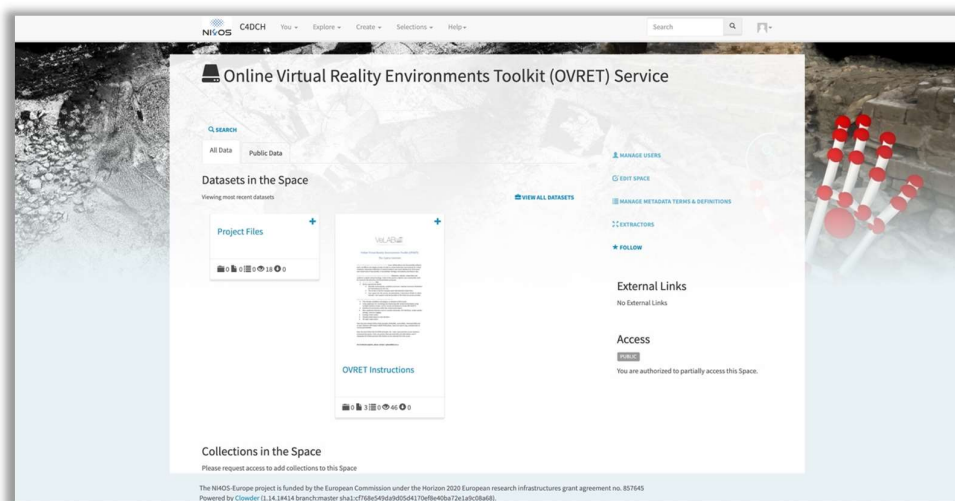 NI4OS C4DCH You Explore Create Selections Help Search
Online Virtual Reality Environments Toolkit (OVRET) Service
SEARCH
All Data Public Data
Datasets in the Space
Viewing most recent datasets
VIEW ALL DATASETS
Project Files
0 0 0 18 0
OVRET Instructions
0 3 0 46 0
MANAGE USERS
EDIT SPACE
MANAGE METADATA TERMS & DEFINITIONS
EXTRACTORS
FOLLOW
External Links
No External Links
Access
PUBLIC
You are authorized to partially access this Space.
Collections in the Space
Please request access to add collections to this Space
The NI4OS-Europe project is funded by the European Commission under the Horizon 2020 European research infrastructures grant agreement no. 857645
Powered by Clowder (1.14.1#414 branch:master sha1:cf768e549da9d05d4170ef8e40ba72e1a9c08a68).